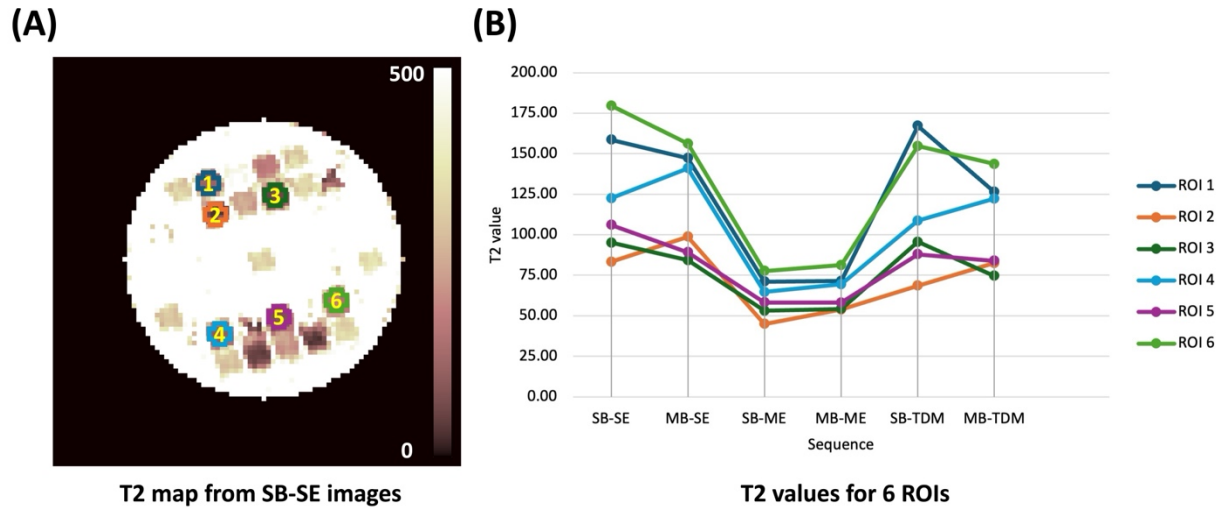 (A)
500
1
2
3
4
5
6
0
T2 map from SB-SE images
(B)
200.00
175.00
150.00
125.00
100.00
75.00
50.00
25.00
0.00
T2 value
SB-SE MB-SE SB-ME MB-ME SB-TDM MB-TDM
Sequence
ROI 1
ROI 2
ROI 3
ROI 4
ROI 5
ROI 6
T2 values for 6 ROIs